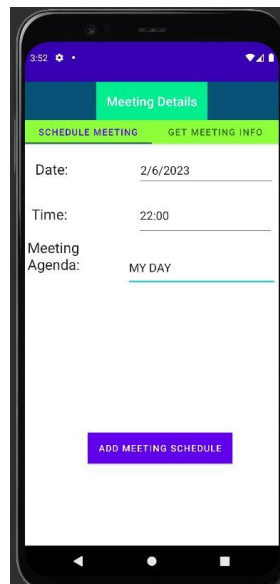 3:52
Meeting Details
SCHEDULE MEETING GET MEETING INFO
Date: 2/6/2023
Time: 22:00
Meeting
Agenda: MY DAY
ADD MEETING SCHEDULE